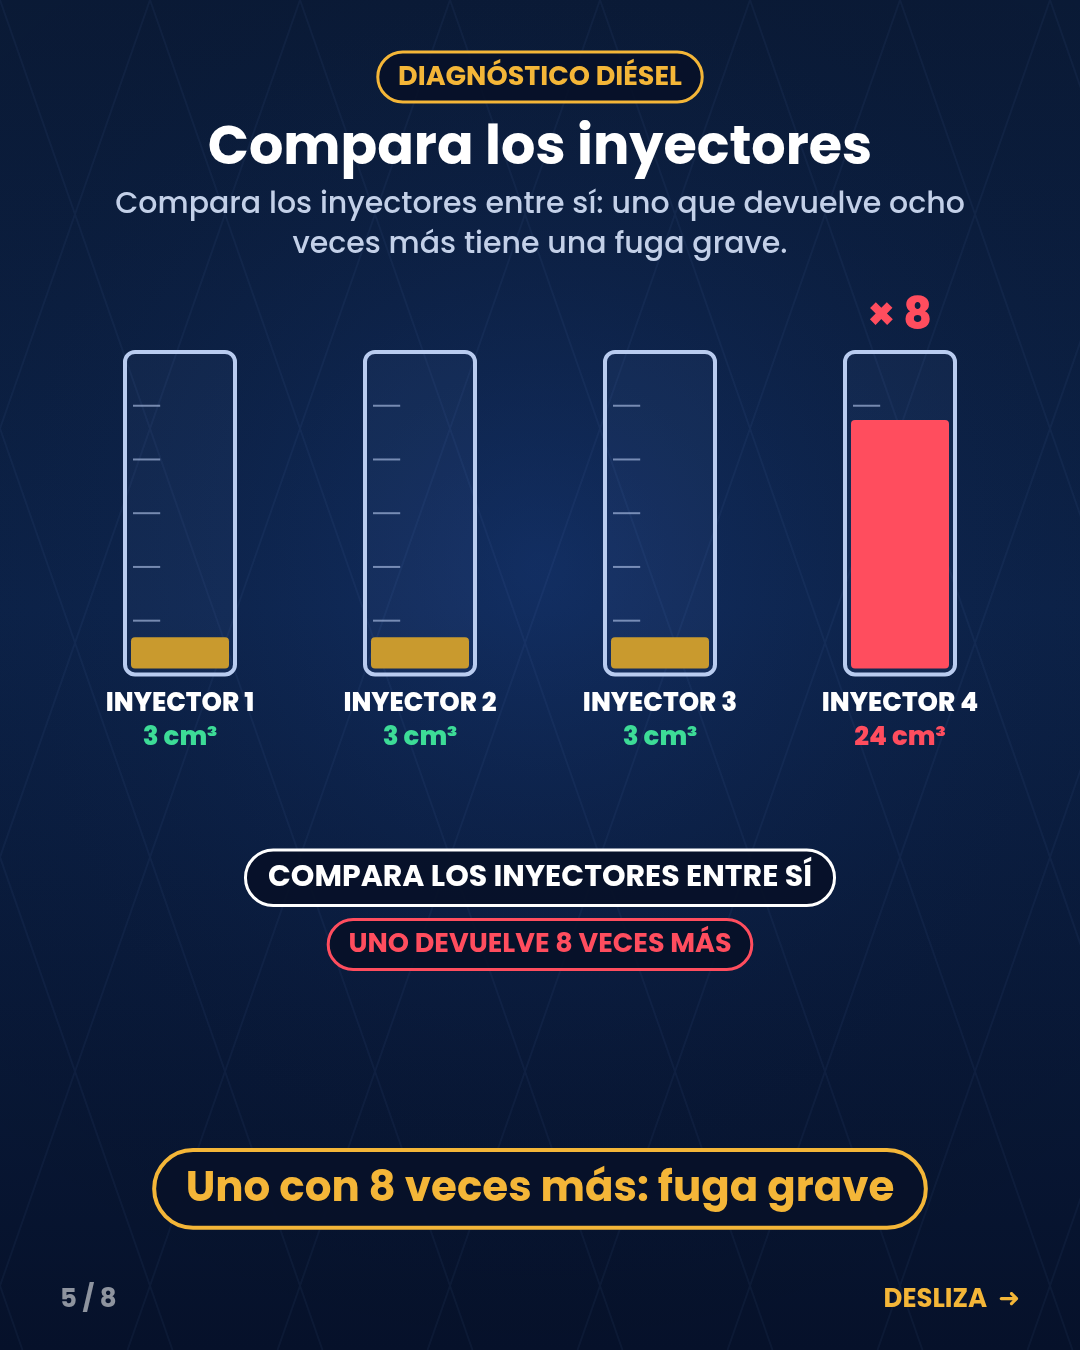 DIAGNÓSTICO DIÉSEL
Compara los inyectores
Compara los inyectores entre sí: uno que devuelve ocho
veces más tiene una fuga grave.
× 8
INYECTOR 1
3 cm³
INYECTOR 2
3 cm³
INYECTOR 3
3 cm³
INYECTOR 4
24 cm³
COMPARA LOS INYECTORES ENTRE SÍ
UNO DEVUELVE 8 VECES MÁS
Uno con 8 veces más: fuga grave
5 / 8
DESLIZA →